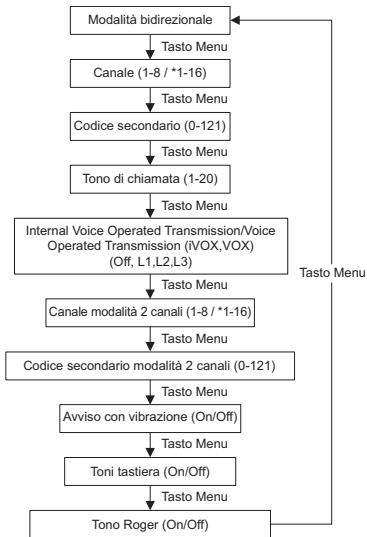 Modalità bidirezionale
Tasto Menu
Canale (1-8 / *1-16)
Tasto Menu
Codice secondario (0-121)
Tasto Menu
Tono di chiamata (1-20)
Tasto Menu
Internal Voice Operated Transmission/Voice
Operated Transmission (iVOX,VOX)
(Off, L1,L2,L3)
Tasto Menu
Tasto Menu
Canale modalità 2 canali (1-8 / *1-16)
Tasto Menu
Codice secondario modalità 2 canali (0-121)
Tasto Menu
Avviso con vibrazione (On/Off)
Tasto Menu
Toni tastiera (On/Off)
Tasto Menu
Tono Roger (On/Off)